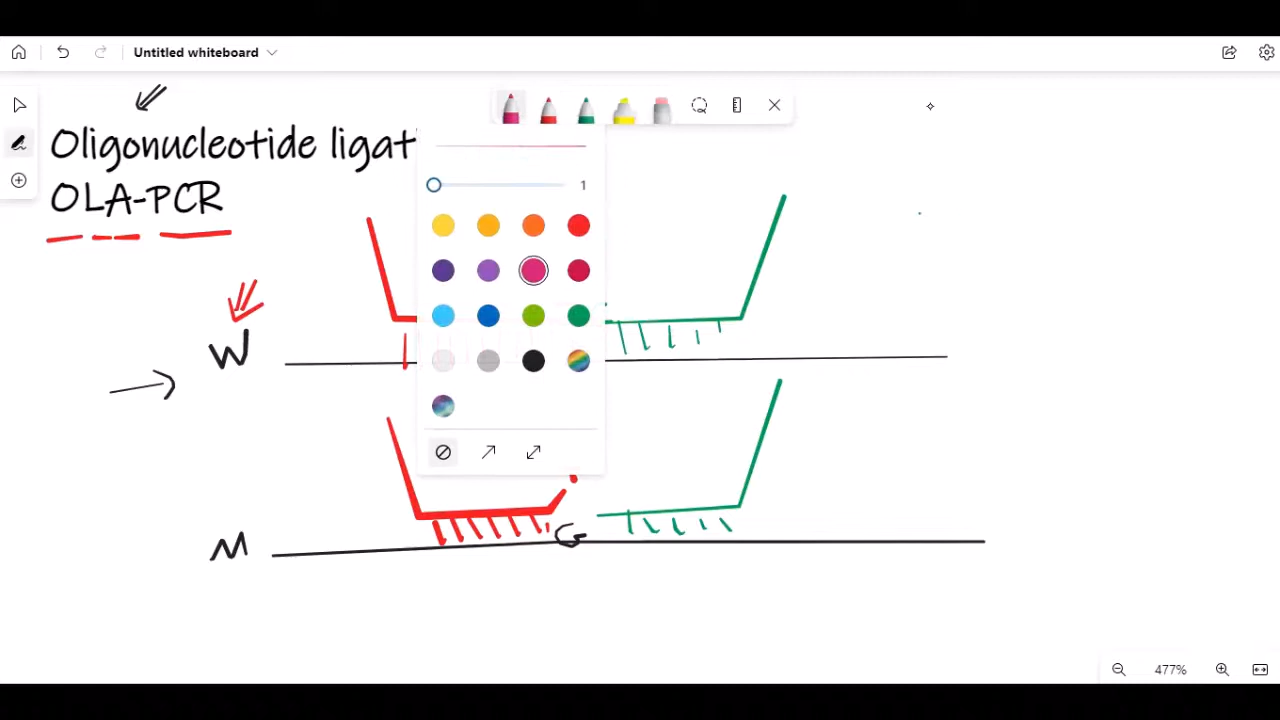 Untitled whiteboard
Oligonucleotide ligat
OLA-PCR
1
W
M
G
477%